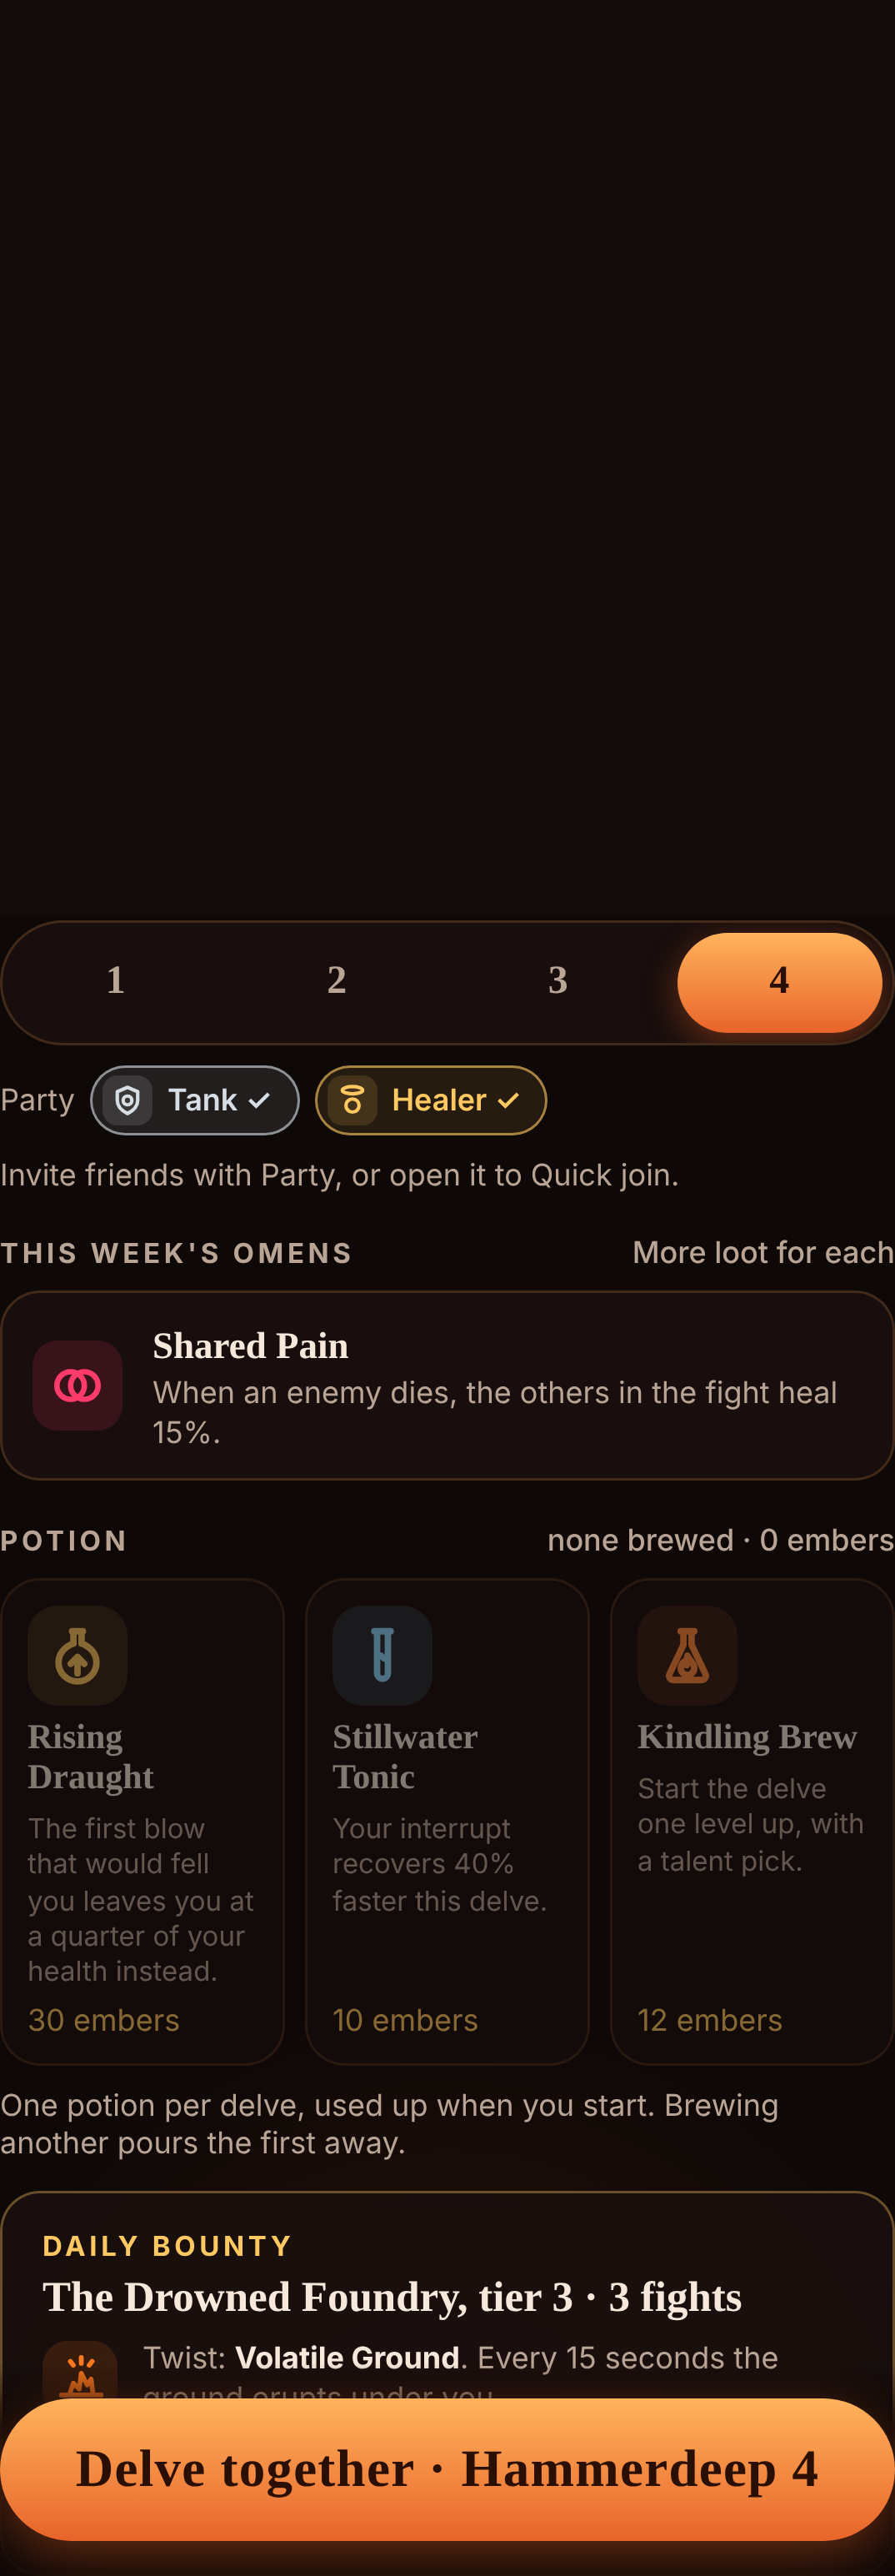 1 2 3 4
Party Tank ✓ Healer ✓
Invite friends with Party, or open it to Quick join.
THIS WEEK'S OMENS More loot for each
Shared Pain
When an enemy dies, the others in the fight heal
15%.
POTION none brewed · 0 embers
Rising
Draught
The first blow
that would fell
you leaves you at
a quarter of your
health instead.
30 embers
Stillwater
Tonic
Your interrupt
recovers 40%
faster this delve.
10 embers
Kindling Brew
Start the delve
one level up, with
a talent pick.
12 embers
One potion per delve, used up when you start. Brewing
another pours the first away.
DAILY BOUNTY
The Drowned Foundry, tier 3 · 3 fights
Twist: Volatile Ground. Every 15 seconds the
ground erupts under you.
Delve together · Hammerdeep 4